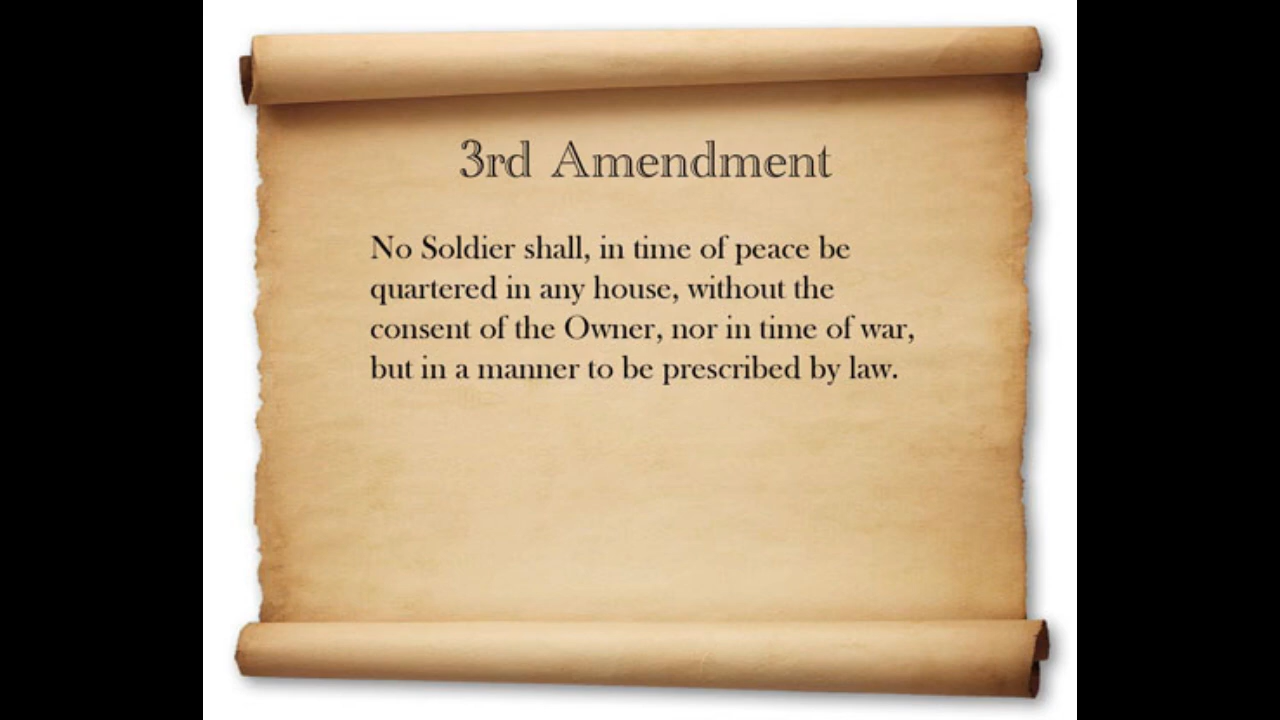 3rd Amendment
No Soldier shall, in time of peace be
quartered in any house, without the
consent of the Owner, nor in time of war,
but in a manner to be prescribed by law.